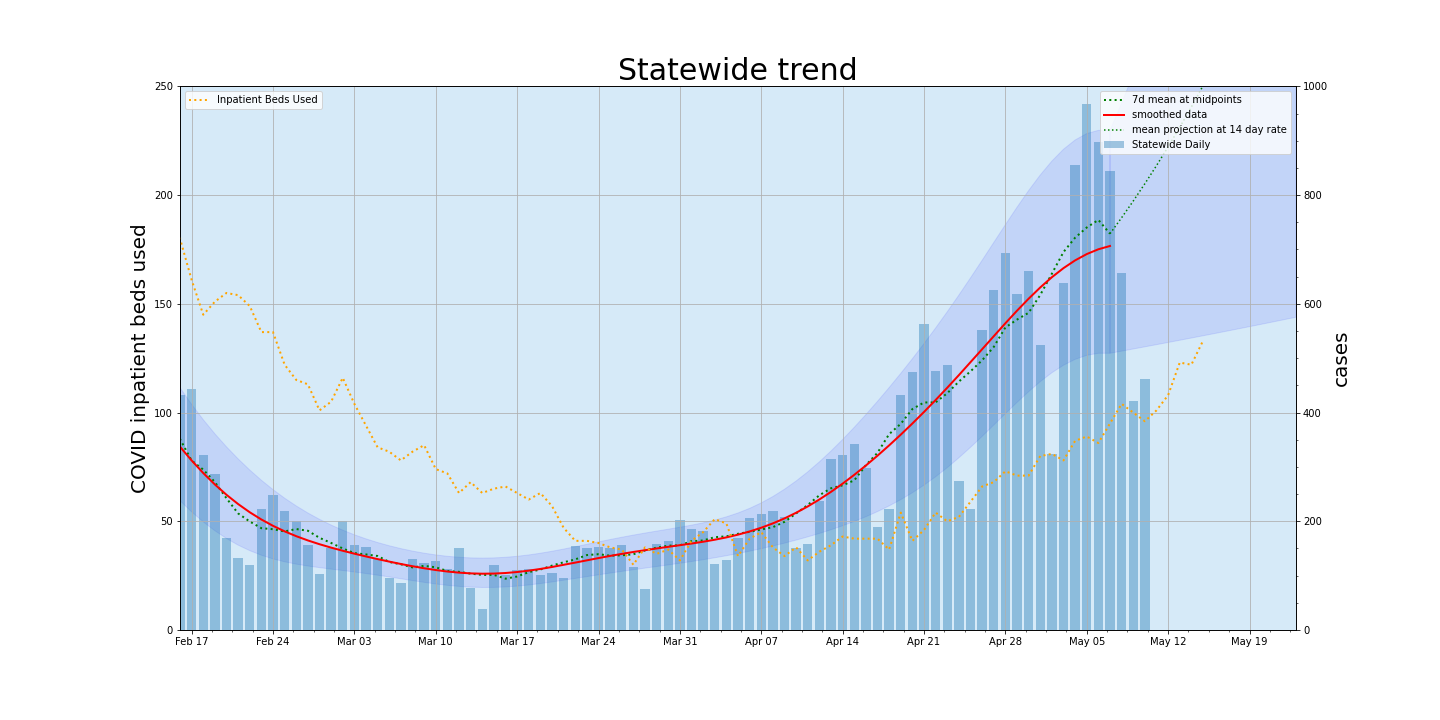 Statewide trend
Inpatient Beds Used
7d mean at midpoints
smoothed data
mean projection at 14 day rate
Statewide Daily
COVID inpatient beds used
250
200
150
100
50
0
1000
800
600
400
200
0
cases
Feb 17 Feb 24 Mar 03 Mar 10 Mar 17 Mar 24 Mar 31 Apr 07 Apr 14 Apr 21 Apr 28 May 05 May 12 May 19